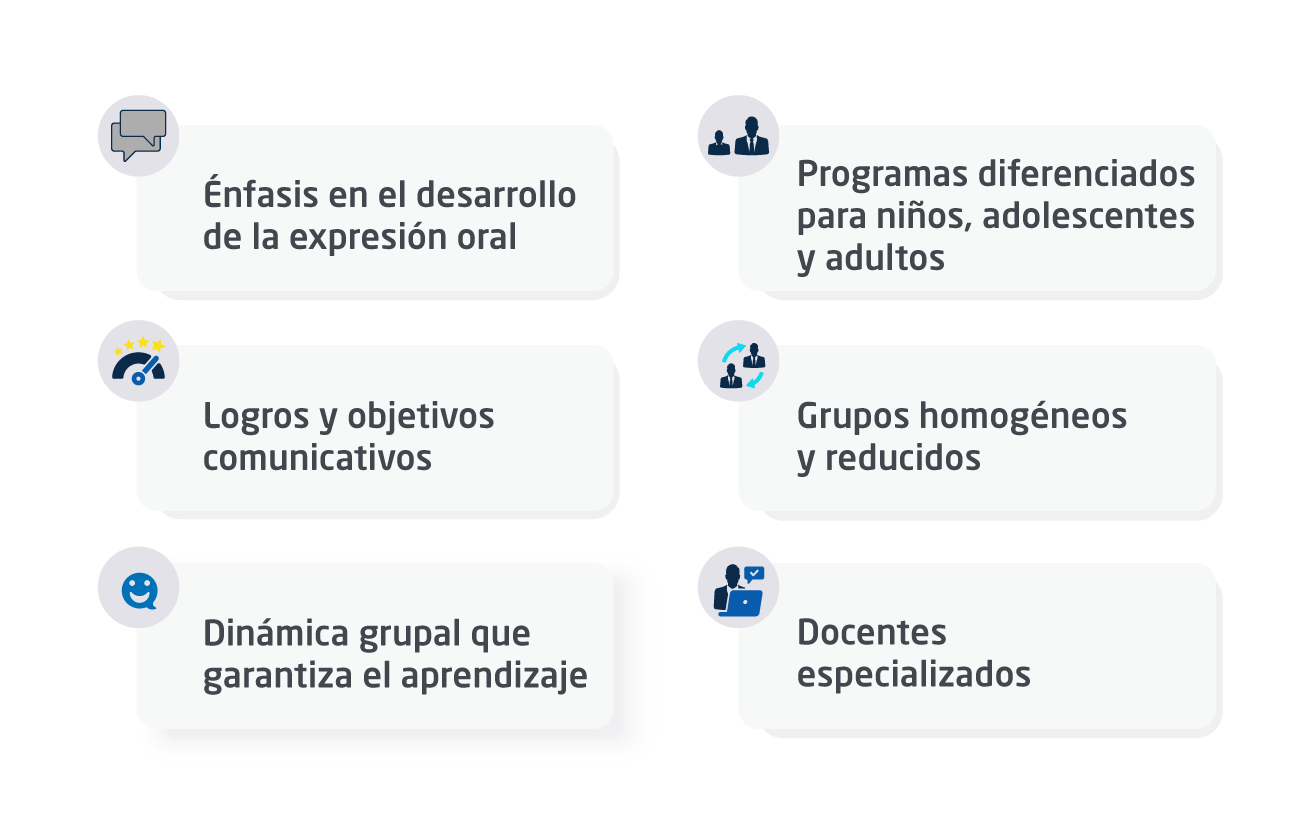 Énfasis en el desarrollo
de la expresión oral
Programas diferenciados
para niños, adolescentes
y adultos
Logros y objetivos
comunicativos
Grupos homogéneos
y reducidos
Dinámica grupal que
garantiza el aprendizaje
Docentes
especializados